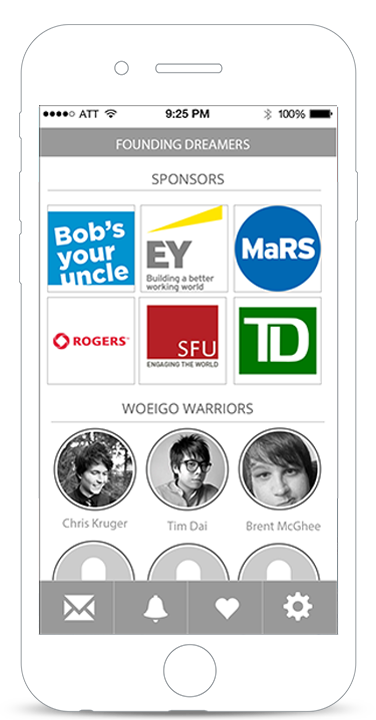 ATT 9:25 PM 100%
FOUNDING DREAMERS
SPONSORS
Bob's
your
uncle
EY
Building a better
working world
MaRS
ROGERS™
SFU
ENGAGING THE WORLD
TD
WOEIGO WARRIORS
Chris Kruger Tim Dai Brent McGhee